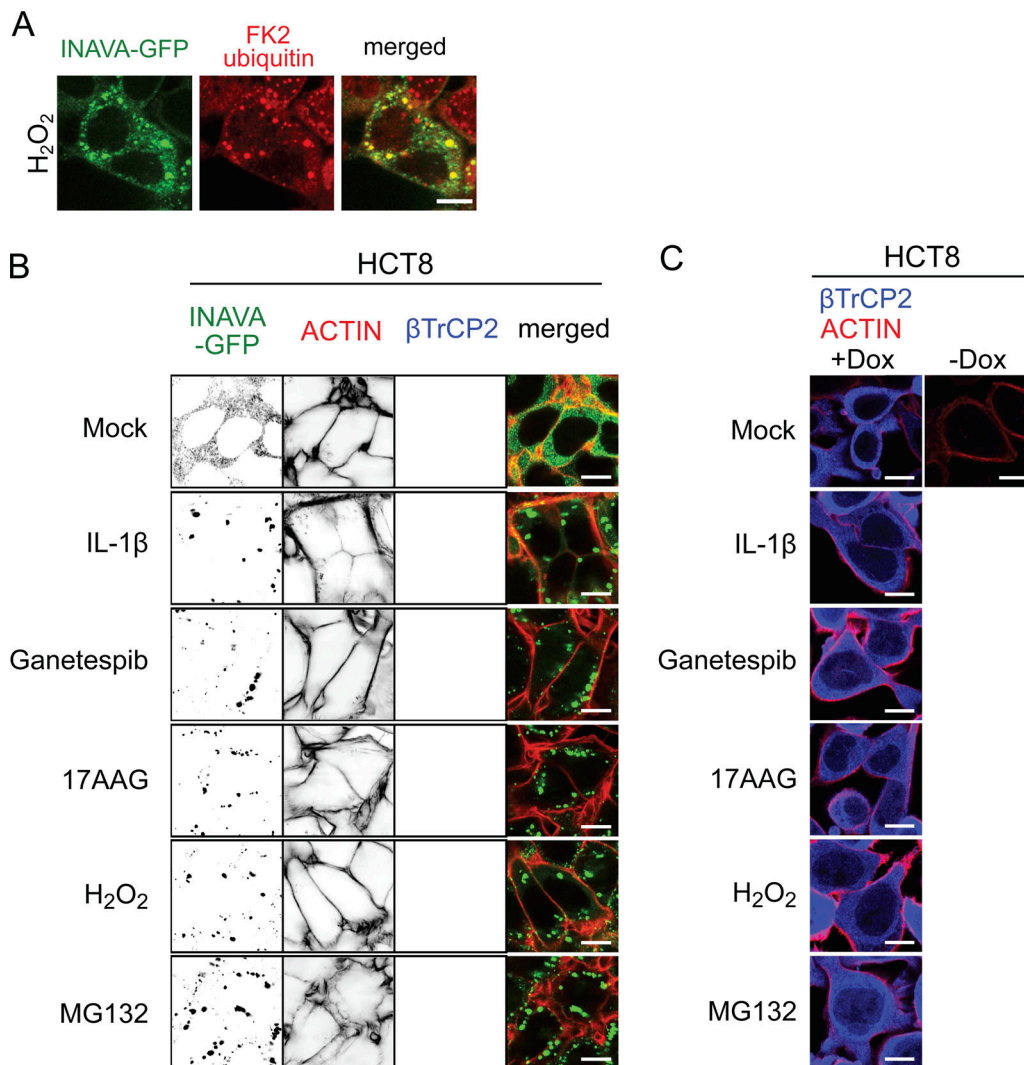 A
INAVA-GFP
FK2
ubiquitin
merged
H₂O₂
B
HCT8
INAVA
-GFP
ACTIN
βTrCP2
merged
Mock
IL-1β
Ganetespib
17AAG
H₂O₂
MG132
C
HCT8
βTrCP2
ACTIN
+Dox
-Dox
Mock
IL-1β
Ganetespib
17AAG
H₂O₂
MG132